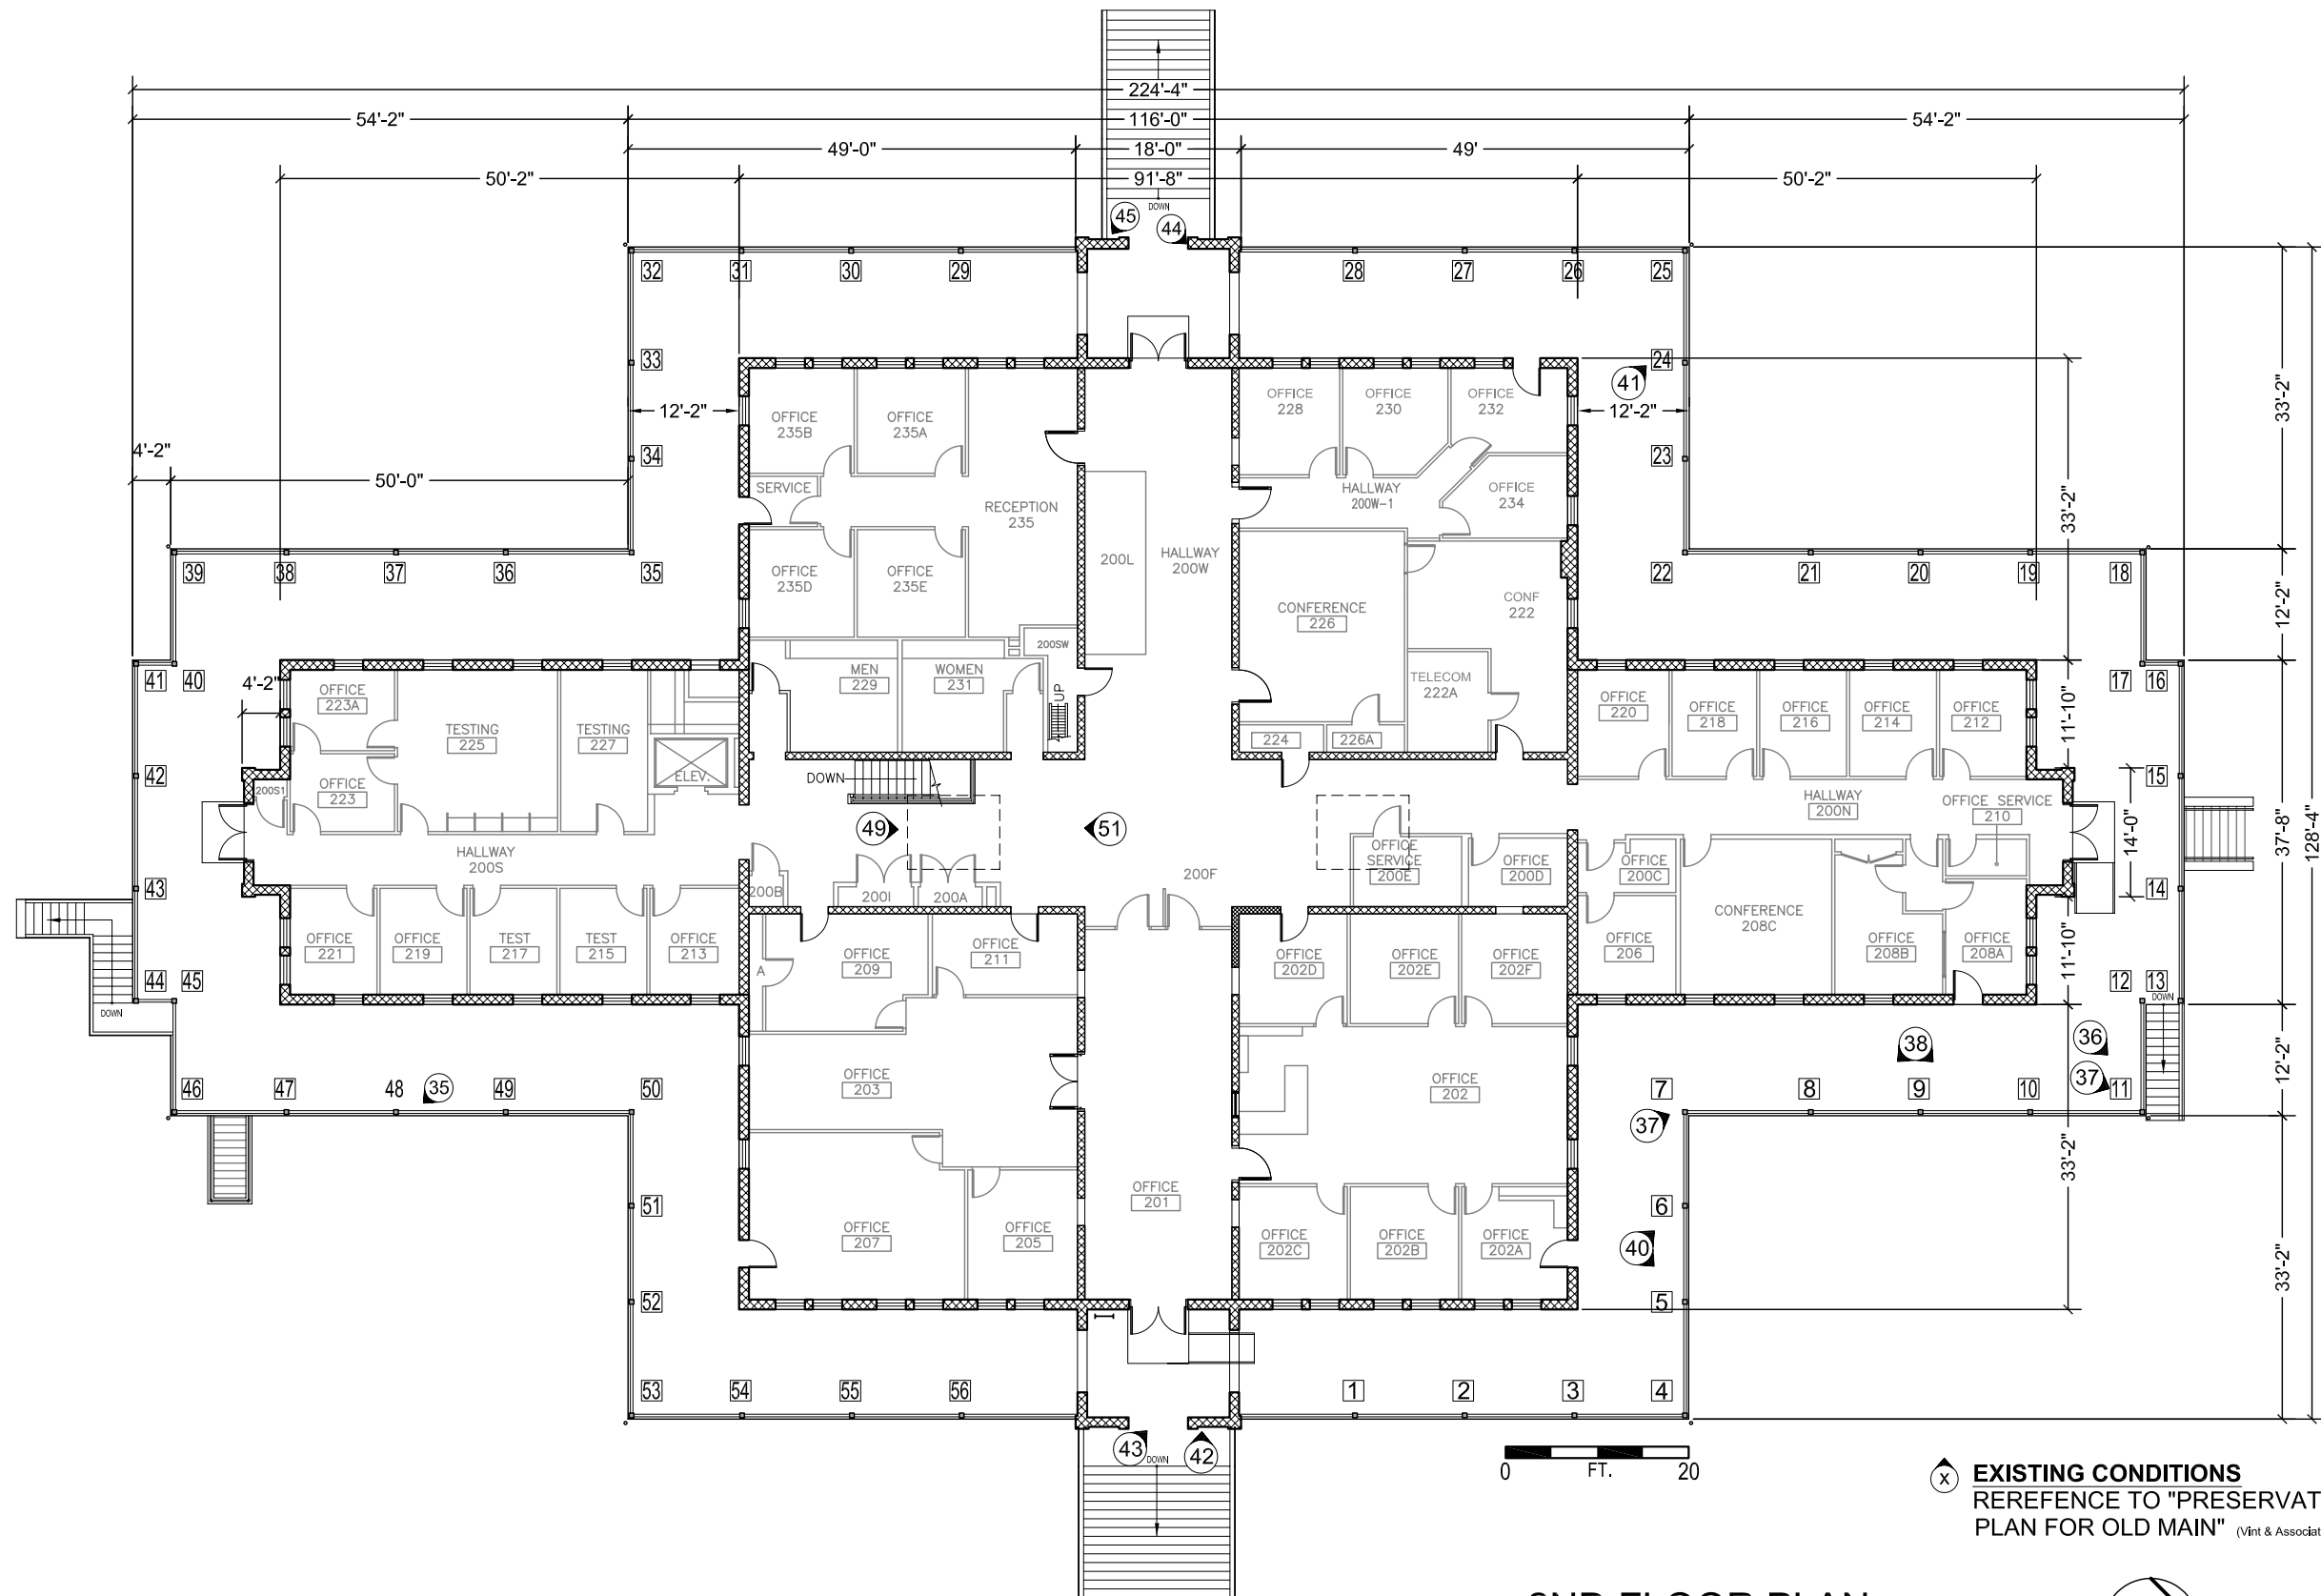 224'-4"
54'-2" 116'-0" 54'-2"
49'-0" 18'-0" 49'
50'-2" 91'-8" 50'-2"
DOWN
45 44
32 31 30 29 28 27 26 25
33 24
41
12'-2" 12'-2"
33'-2"
OFFICE
235B
OFFICE
235A
OFFICE
228
OFFICE
230
OFFICE
232
4'-2"
34 23
50'-0"
SERVICE
RECEPTION
235
HALLWAY
200W-1
OFFICE
234
33'-2"
200L
HALLWAY
200W
39 38 37 36 35
OFFICE
235D
OFFICE
235E
22 21 20 19 18
CONFERENCE
226
CONF
222
12'-2"
200SW
41 40
4'-2"
OFFICE
223A
TESTING
225
TESTING
227
MEN
229
WOMEN
231
UP
TELECOM
222A
OFFICE
220
OFFICE
218
OFFICE
216
OFFICE
214
OFFICE
212
17 16
11'-10"
224
226A
42
OFFICE
223
200S1
ELEV.
DOWN
15
HALLWAY
200N
OFFICE SERVICE
210
14'-0"
37'-8"
128'-4"
49 51
HALLWAY
200S
OFFICE
SERVICE
200E
OFFICE
200D
OFFICE
200C
43
200B
200I
200A
200F
14
OFFICE
221
OFFICE
219
TEST
217
TEST
215
OFFICE
213
A
OFFICE
209
OFFICE
211
OFFICE
202D
OFFICE
202E
OFFICE
202F
OFFICE
206
CONFERENCE
208C
OFFICE
208B
OFFICE
208A
11'-10"
44 45
12 13
DOWN
DOWN
38 36
37
12'-2"
46 47 48 35 49 50
OFFICE
203
OFFICE
202
7 8 9 10 11
37
33'-2"
51
OFFICE
207
OFFICE
205
OFFICE
201
OFFICE
202C
OFFICE
202B
OFFICE
202A
6
40
33'-2"
52 5
53 54 55 56 1 2 3 4
43 42
DOWN
0 FT. 20
X EXISTING CONDITIONS
REREFENCE TO "PRESERVAT
PLAN FOR OLD MAIN" (Vint & Associat
2ND FLOOR PLAN